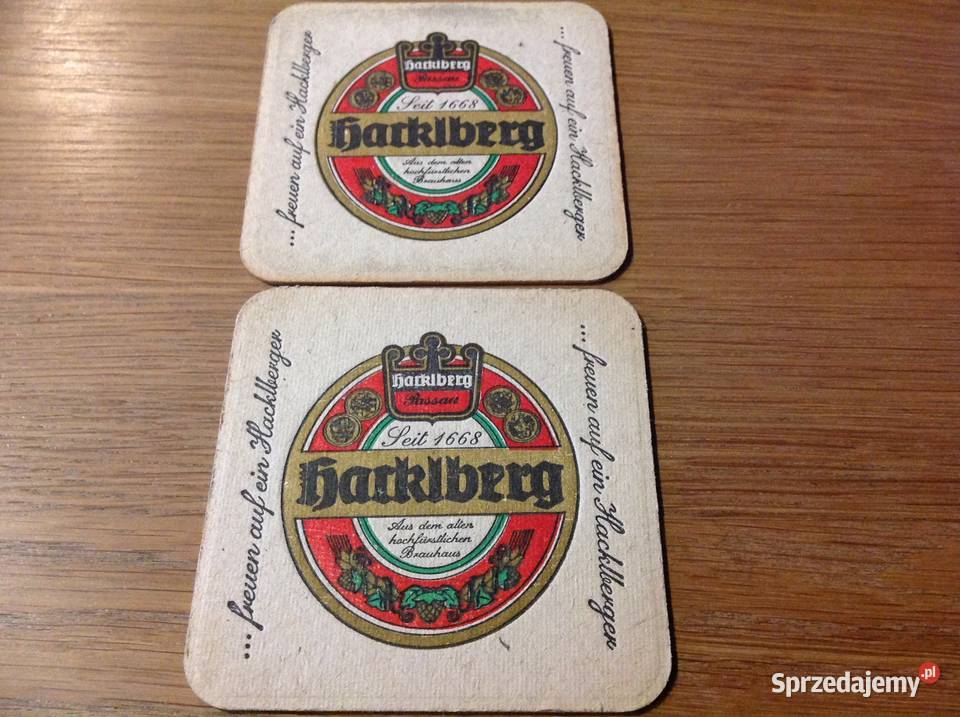 ... freuen auf ein Hacklberger
Hacklberg
Passau
Seit 1668
Hacklberg
Aus dem alten
hochfürstlichen
Brauhaus
... freuen auf ein Hacklberger
... freuen auf ein Hacklberger
Hacklberg
Passau
Seit 1668
Hacklberg
Aus dem alten
hochfürstlichen
Brauhaus
... freuen auf ein Hacklberger
Sprzedajemy.pl